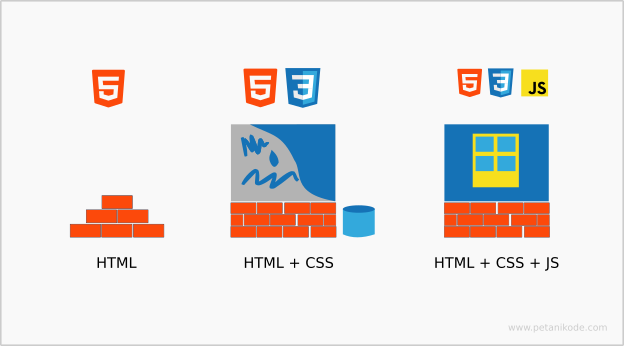 5
5 3
5 3 JS
HTML
HTML + CSS
HTML + CSS + JS
www.petanikode.com